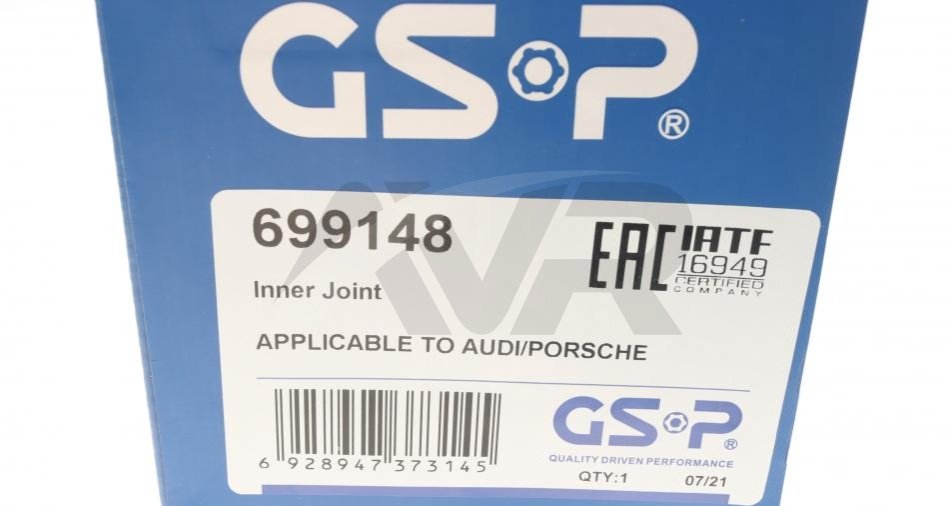 GSP®
699148
EAC
IATF
16949
CERTIFIED
COMPANY
Inner Joint
AVR
APPLICABLE TO AUDI/PORSCHE
6 928947 373145
GSP®
QUALITY DRIVEN PERFORMANCE
QTY:1 07/21